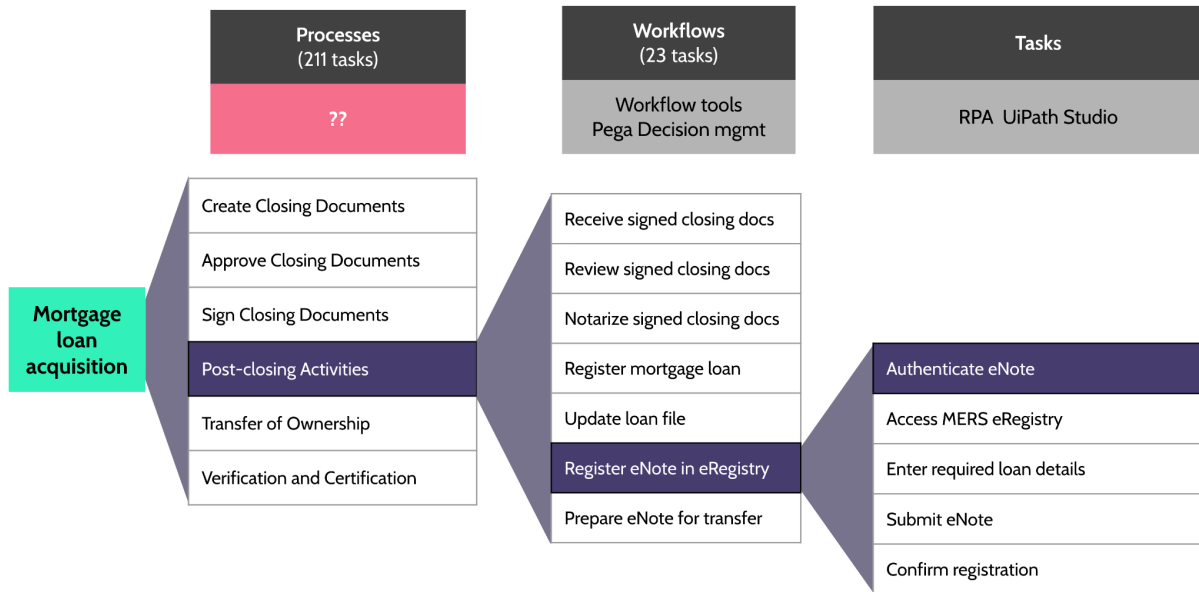 Processes
(211 tasks)
??
Workflows
(23 tasks)
Workflow tools
Pega Decision mgmt
Tasks
RPA UiPath Studio
Mortgage
loan
acquisition
Create Closing Documents
Approve Closing Documents
Sign Closing Documents
Post-closing Activities
Transfer of Ownership
Verification and Certification
Receive signed closing docs
Review signed closing docs
Notarize signed closing docs
Register mortgage loan
Update loan file
Register eNote in eRegistry
Prepare eNote for transfer
Authenticate eNote
Access MERS eRegistry
Enter required loan details
Submit eNote
Confirm registration